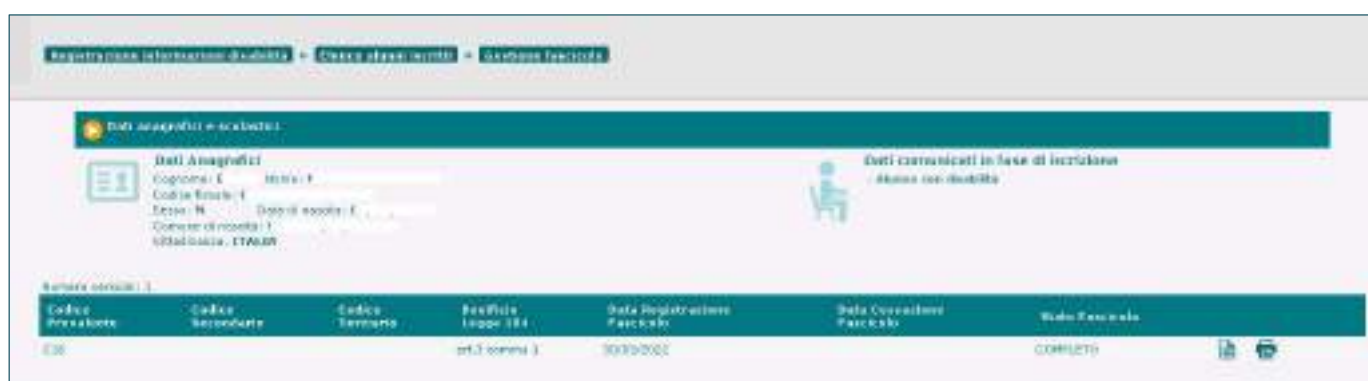 Registrazione informazioni disabilità » Elenco alunni iscritti » Gestione fascicolo
Dati anagrafici e scolastici
Dati Anagrafici
Cognome: Nome:
Codice fiscale:
Sesso: M Data di nascita:
Comune di nascita:
Cittadinanza: ITALIA
Dati comunicati in fase di iscrizione
Alunno con disabilità
Numero versioni: 1
Codice Prevalente Codice Secondario Codice Terziario Benificio Legge 104 Data Registrazione Fascicolo Data Cessazione Fascicolo Stato Fascicolo
art.3 comma COMPLETO